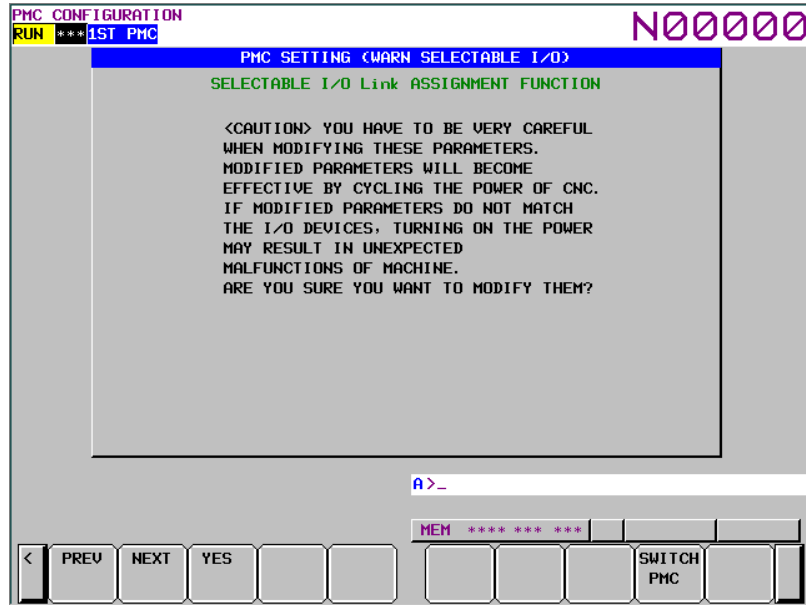 PMC CONFIGURATION
N00000
RUN ***1ST PMC
PMC SETTING (WARN SELECTABLE I/O)
SELECTABLE I/O Link ASSIGNMENT FUNCTION
<CAUTION> YOU HAVE TO BE VERY CAREFUL
WHEN MODIFYING THESE PARAMETERS.
MODIFIED PARAMETERS WILL BECOME
EFFECTIVE BY CYCLING THE POWER OF CNC.
IF MODIFIED PARAMETERS DO NOT MATCH
THE I/O DEVICES, TURNING ON THE POWER
MAY RESULT IN UNEXPECTED
MALFUNCTIONS OF MACHINE.
ARE YOU SURE YOU WANT TO MODIFY THEM?
A>_
MEM **** *** ***
< PREV NEXT YES SWITCH
PMC